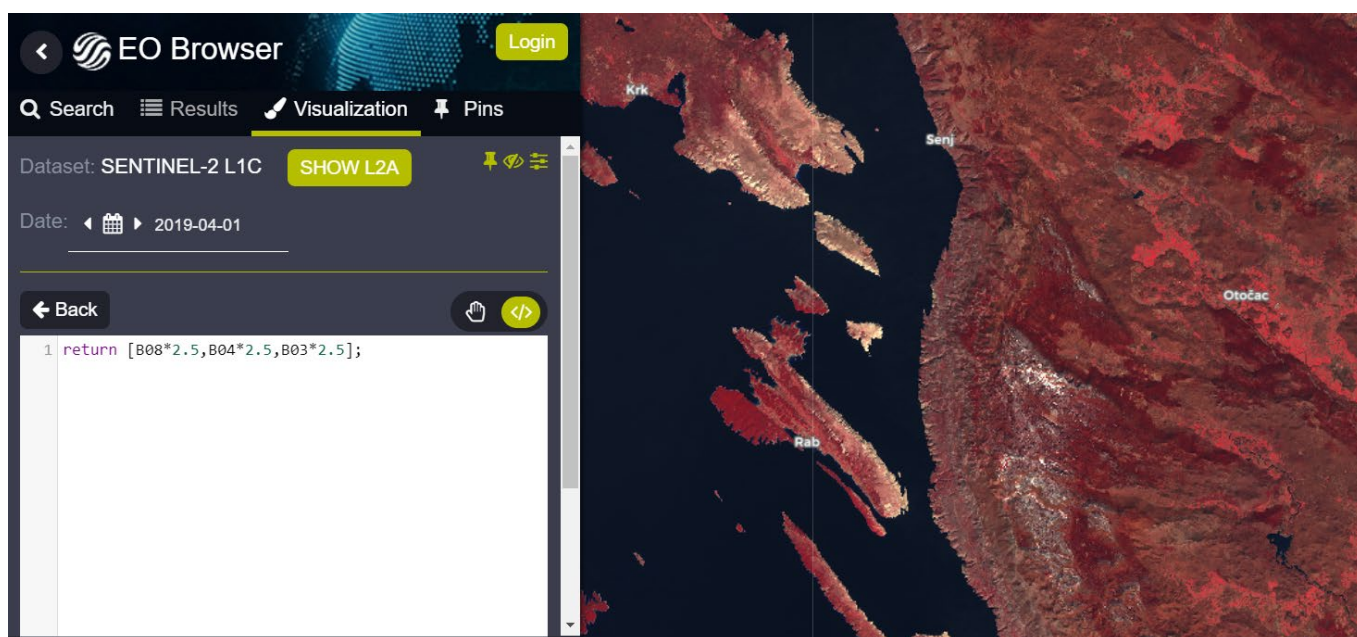 EO Browser
Login
Search Results Visualization Pins
Dataset: SENTINEL-2 L1C SHOW L2A
Date: 2019-04-01
Back </>
1 return [B08*2.5,B04*2.5,B03*2.5];
Krk
Senj
Otočac
Rab